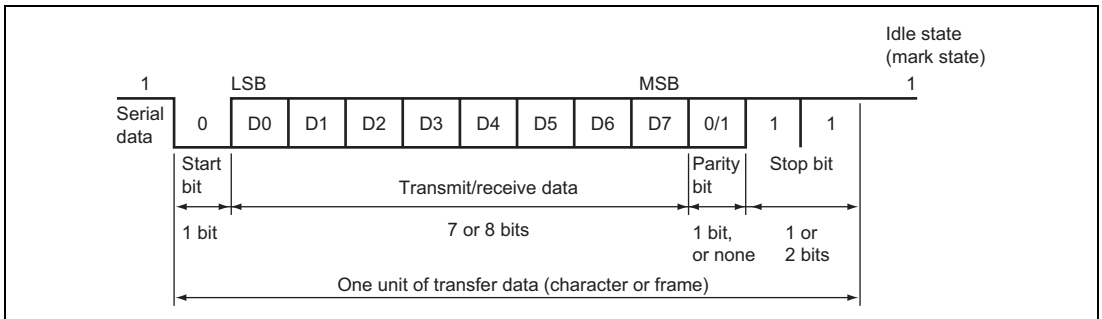 Idle state
(mark state)
1 LSB MSB 1
Serial
data
0 D0 D1 D2 D3 D4 D5 D6 D7 0/1 1 1
Start
bit
Transmit/receive data
Parity
bit
Stop bit
1 bit
7 or 8 bits
1 bit,
or none
1 or
2 bits
One unit of transfer data (character or frame)